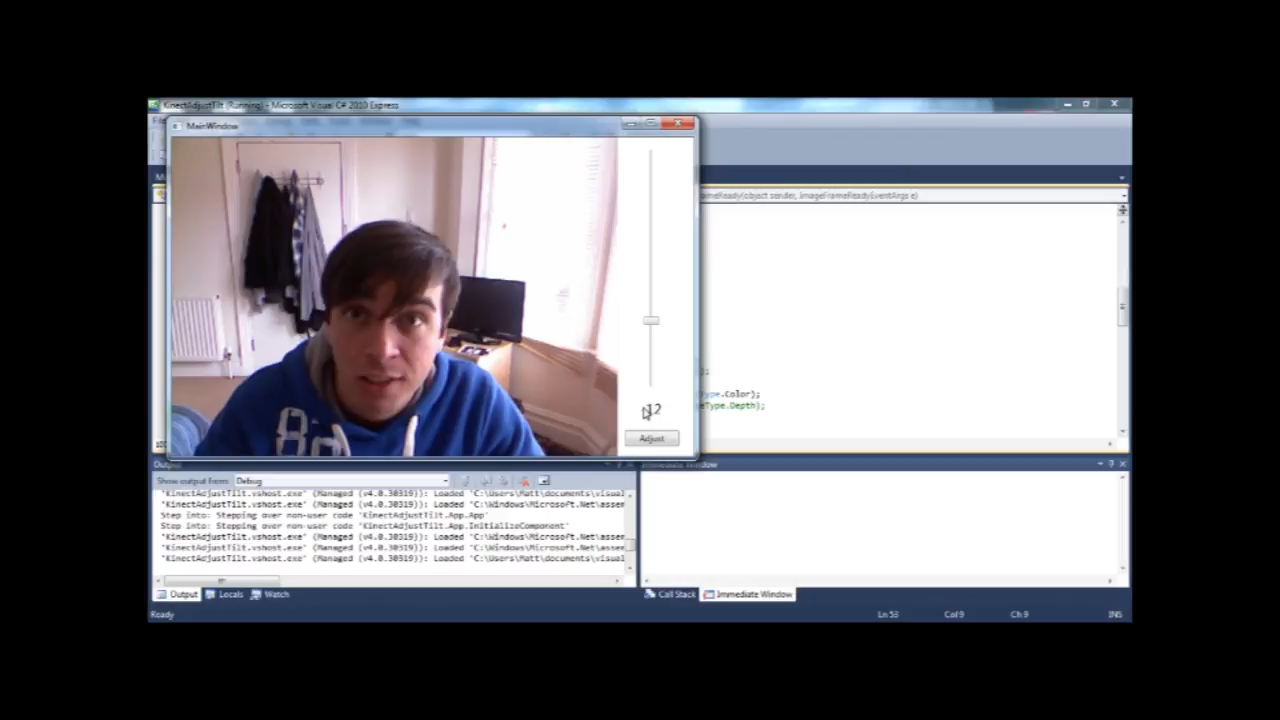 KinectAdjustTilt (Running) - Microsoft Visual C# 2010 Express
MainWindow
ameReady(object sender, ImageFrameReadyEventArgs e)
);
ype.Color);
eType.Depth);
12
Adjust
Output
Immediate Window
Show output from: Debug
'KinectAdjustTilt.vshost.exe' (Managed (v4.0.30319)): Loaded 'C:\Users\Matt\documents\visual
'KinectAdjustTilt.vshost.exe' (Managed (v4.0.30319)): Loaded 'C:\Windows\Microsoft.Net\assem
Step into: Stepping over non-user code 'KinectAdjustTilt.App.App'
Step into: Stepping over non-user code 'KinectAdjustTilt.App.InitializeComponent'
'KinectAdjustTilt.vshost.exe' (Managed (v4.0.30319)): Loaded 'C:\Windows\Microsoft.Net\assem
'KinectAdjustTilt.vshost.exe' (Managed (v4.0.30319)): Loaded 'C:\Windows\Microsoft.Net\assem
'KinectAdjustTilt.vshost.exe' (Managed (v4.0.30319)): Loaded 'C:\Users\Matt\documents\visual
Output Locals Watch
Call Stack Immediate Window
Ready Ln 53 Col 9 Ch 9 INS